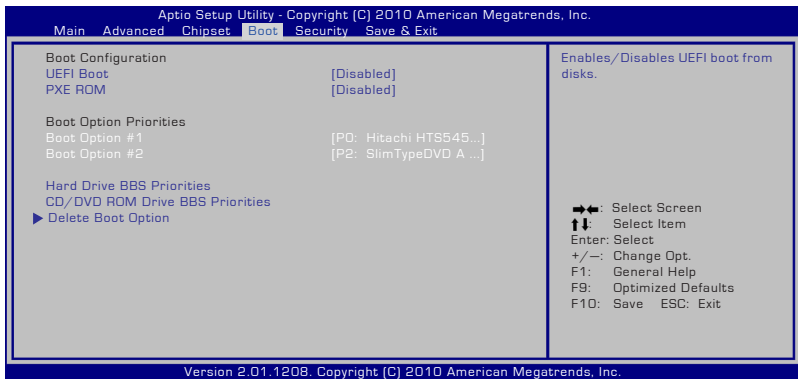 Aptio Setup Utility - Copyright (C) 2010 American Megatrends, Inc.
Main Advanced Chipset Boot Security Save & Exit
Boot Configuration
UEFI Boot [Disabled]
PXE ROM [Disabled]
Boot Option Priorities
Boot Option #1 [P0: Hitachi HTS545...]
Boot Option #2 [P2: SlimTypeDVD A ...]
Hard Drive BBS Priorities
CD/DVD ROM Drive BBS Priorities
Delete Boot Option
Enables/Disables UEFI boot from
disks.
→←: Select Screen
↑↓: Select Item
Enter: Select
+/—: Change Opt.
F1: General Help
F9: Optimized Defaults
F10: Save ESC: Exit
Version 2.01.1208. Copyright (C) 2010 American Megatrends, Inc.